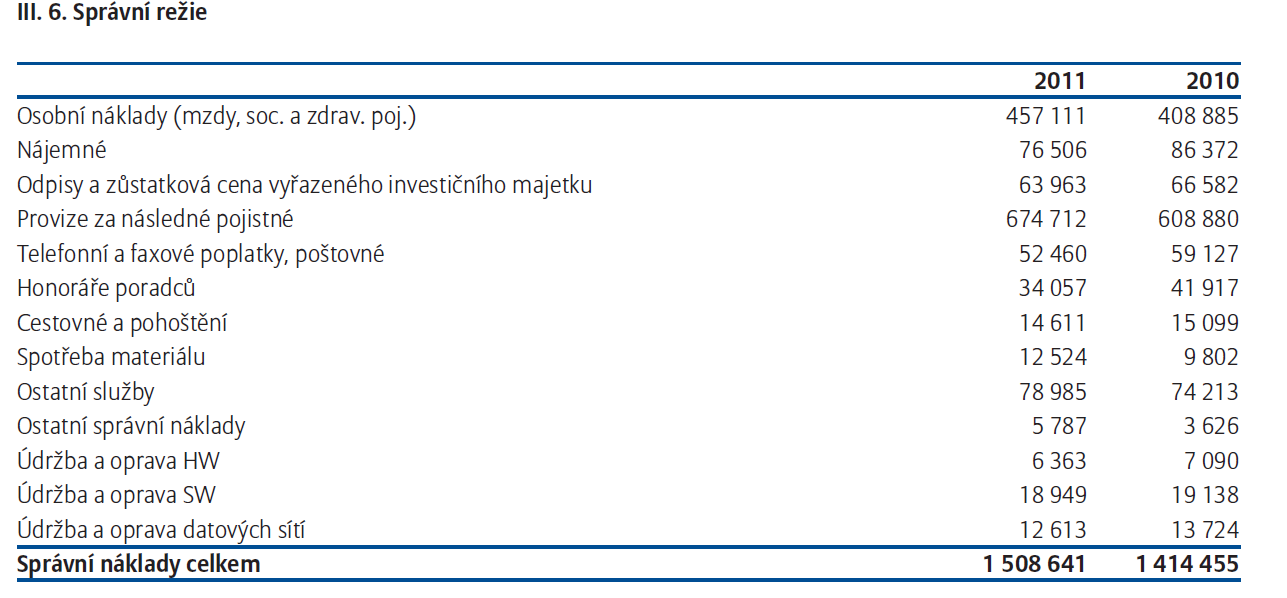 III. 6. Správní režie
2011 2010
Osobní náklady (mzdy, soc. a zdrav. poj.) 457 111 408 885
Nájemné 76 506 86 372
Odpisy a zůstatková cena vyřazeného investičního majetku 63 963 66 582
Provize za následné pojistné 674 712 608 880
Telefonní a faxové poplatky, poštovné 52 460 59 127
Honoráře poradců 34 057 41 917
Cestovné a pohoštění 14 611 15 099
Spotřeba materiálu 12 524 9 802
Ostatní služby 78 985 74 213
Ostatní správní náklady 5 787 3 626
Údržba a oprava HW 6 363 7 090
Údržba a oprava SW 18 949 19 138
Údržba a oprava datových sítí 12 613 13 724
Správní náklady celkem 1 508 641 1 414 455